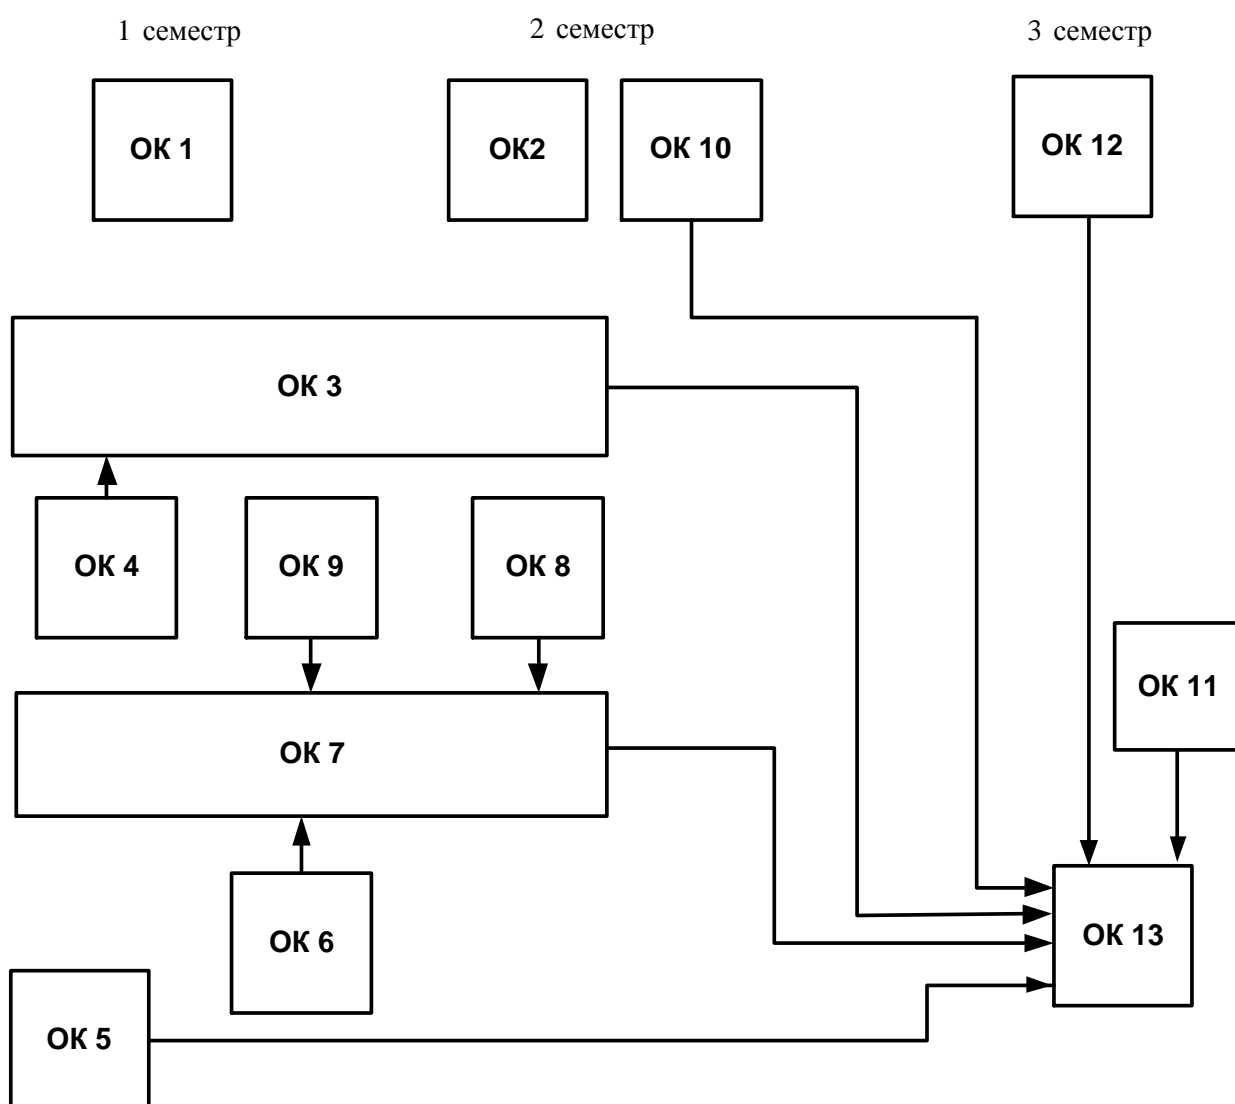 1 семестр
2 семестр
3 семестр
ОК 1
ОК2
ОК 10
ОК 12
ОК 3
ОК 4
ОК 9
ОК 8
ОК 11
ОК 7
ОК 6
ОК 13
ОК 5